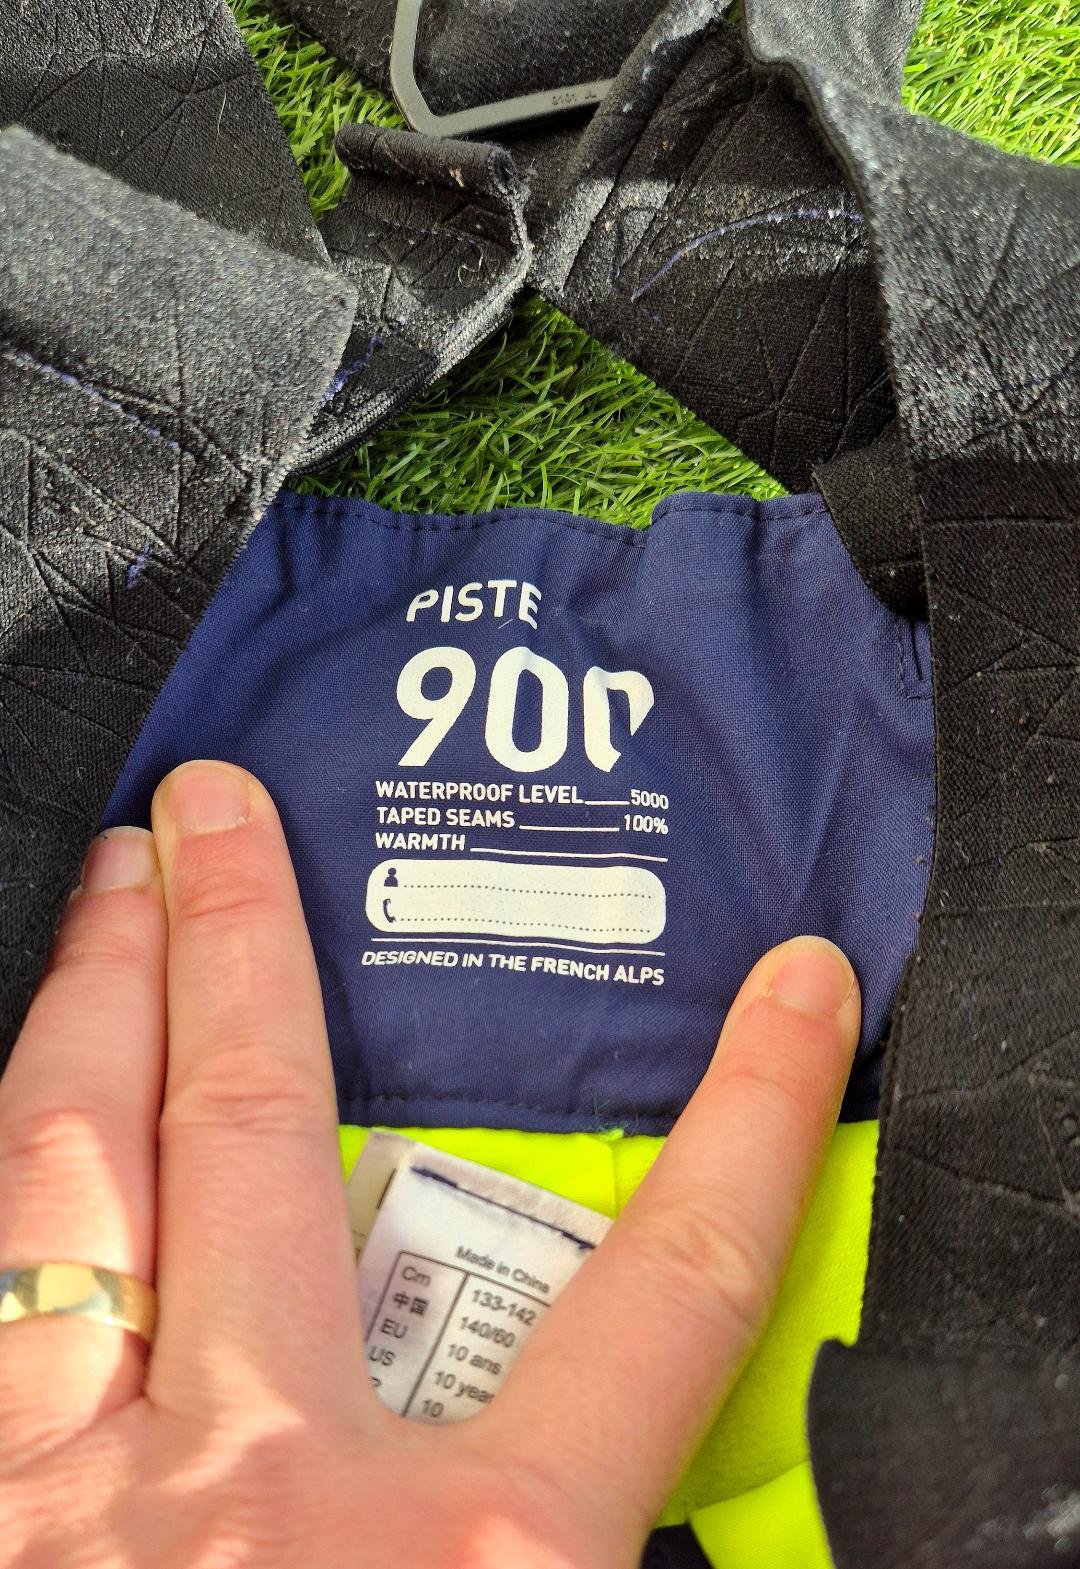 PISTE
900
WATERPROOF LEVEL 5000
TAPED SEAMS 100%
WARMTH
DESIGNED IN THE FRENCH ALPS
Made in China
Cm 133-142
中国 140/60
EU 10 ans
US 10
10